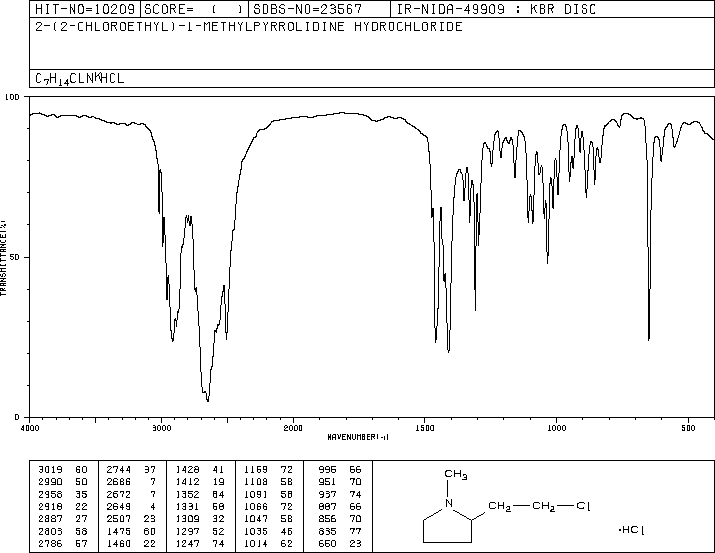 HIT-NO=10209 SCORE= ( ) SDBS-NO=23567 IR-NIDA-49909 : KBR DISC
2-(2-CHLOROETHYL)-1-METHYLPYRROLIDINE HYDROCHLORIDE
C7H14CLN*HCL
100
50
0
TRANSMITTANCE(%)
4000 3000 2000 1500 1000 500
WAVENUMBER(-1)
3019 60 2744 37 1428 41 1159 72 996 66
2990 50 2686 7 1412 19 1108 58 951 70
2958 35 2672 7 1352 64 1091 58 937 74
2918 22 2649 4 1331 58 1066 72 887 66
2887 27 2507 23 1309 32 1047 58 856 70
2803 58 1475 60 1297 52 1035 46 835 77
2786 67 1460 22 1247 74 1014 62 650 23
CH3
N CH2 CH2 Cl
·HCl